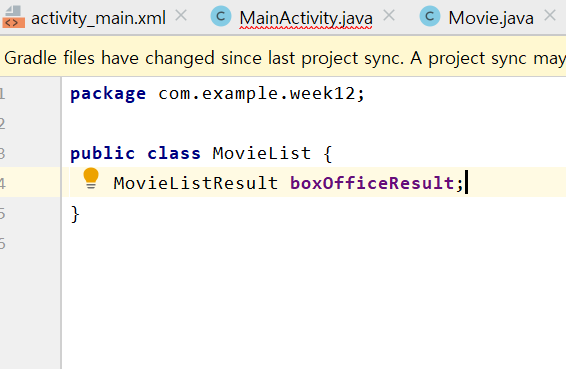 activity_main.xml MainActivity.java Movie.java
Gradle files have changed since last project sync. A project sync may
1 package com.example.week12;
2
3 public class MovieList {
4 MovieListResult boxOfficeResult;
5 }
6